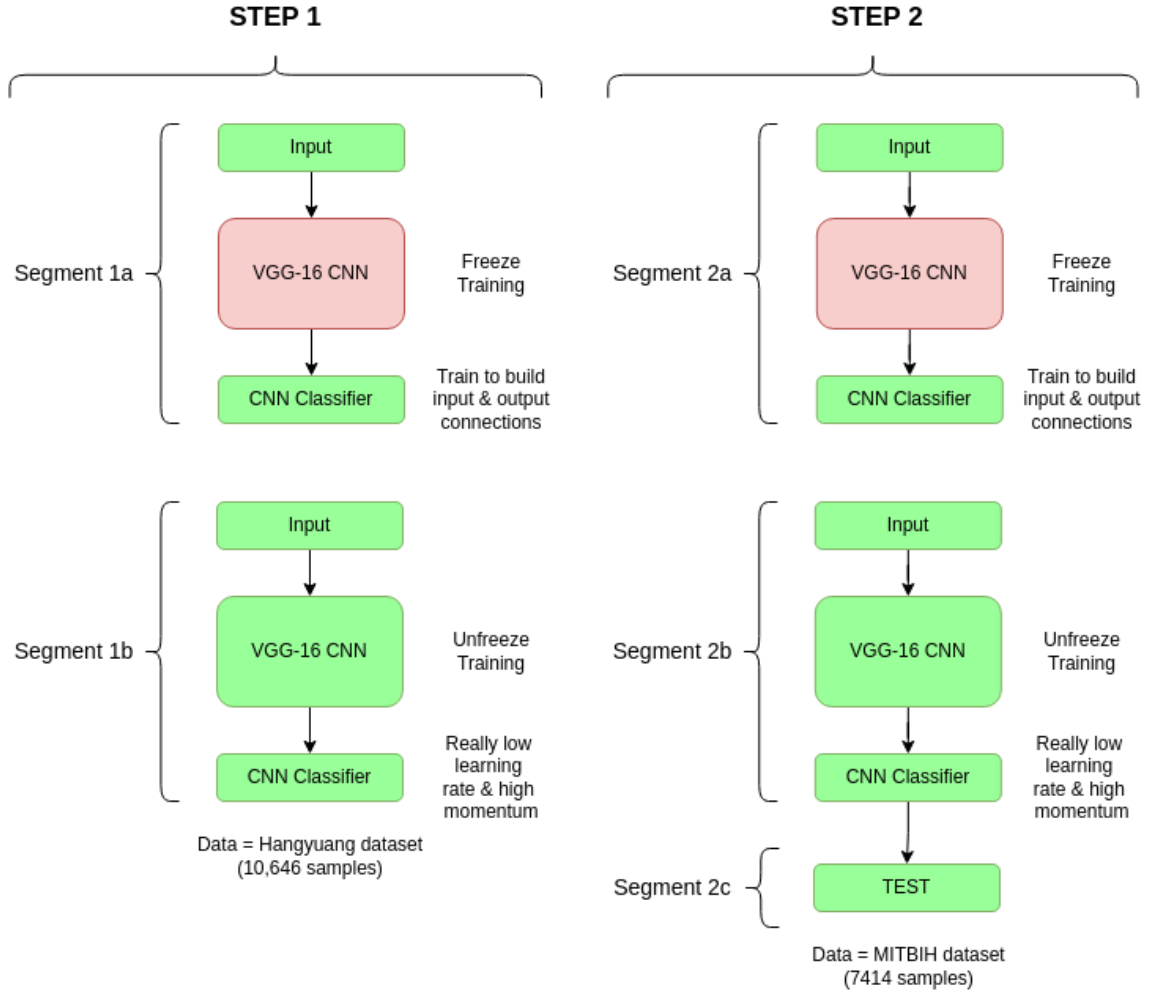 STEP 1
Segment 1a
Input
VGG-16 CNN
Freeze
Training
CNN Classifier
Train to build
input & output
connections
Segment 1b
Input
VGG-16 CNN
Unfreeze
Training
CNN Classifier
Really low
learning
rate & high
momentum
Data = Hangyuang dataset
(10,646 samples)
STEP 2
Segment 2a
Input
VGG-16 CNN
Freeze
Training
CNN Classifier
Train to build
input & output
connections
Segment 2b
Input
VGG-16 CNN
Unfreeze
Training
CNN Classifier
Really low
learning
rate & high
momentum
Segment 2c
TEST
Data = MITBIH dataset
(7414 samples)